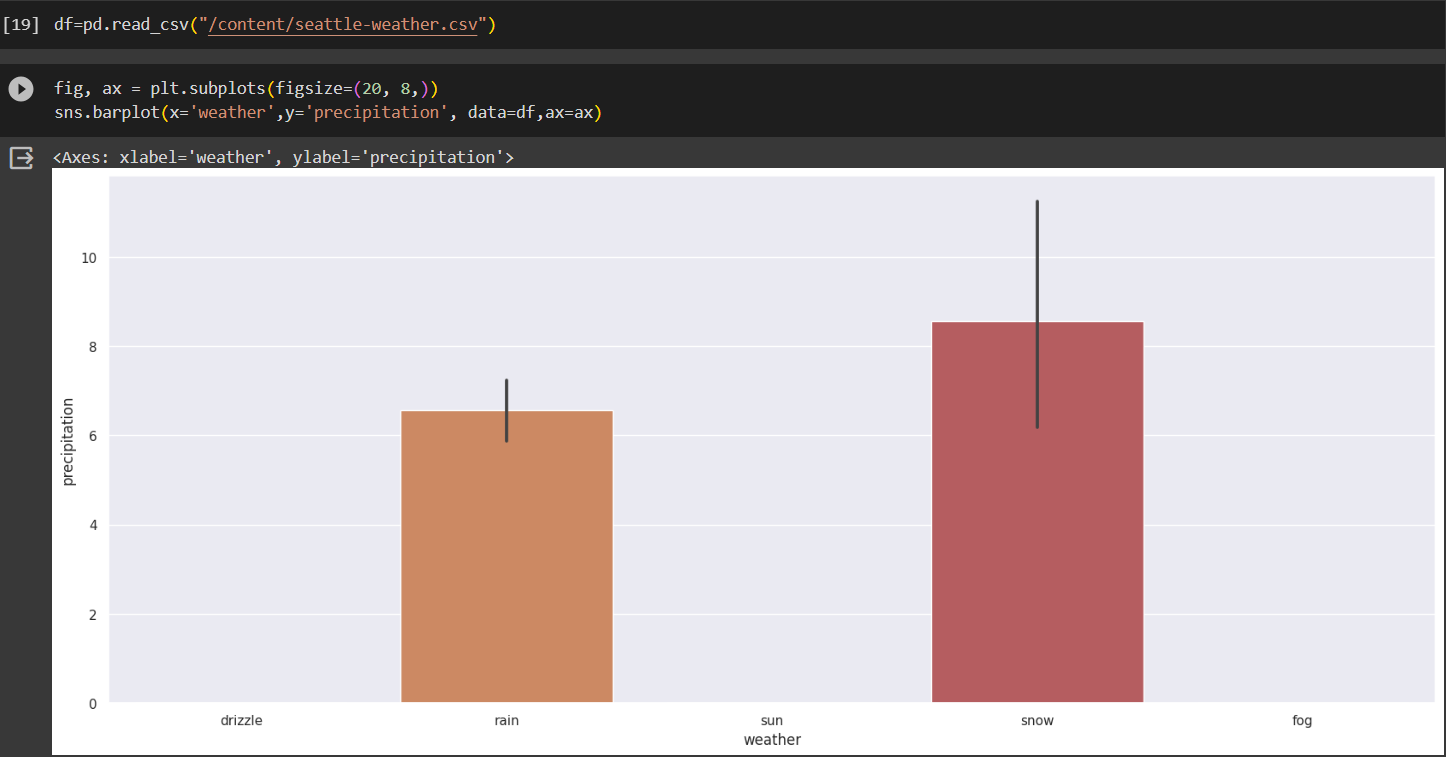 [19] df=pd.read_csv("/content/seattle-weather.csv")
fig, ax = plt.subplots(figsize=(20, 8,))
sns.barplot(x='weather',y='precipitation', data=df,ax=ax)
<Axes: xlabel='weather', ylabel='precipitation'>
10
8
6
4
2
0
precipitation
drizzle rain sun snow fog
weather